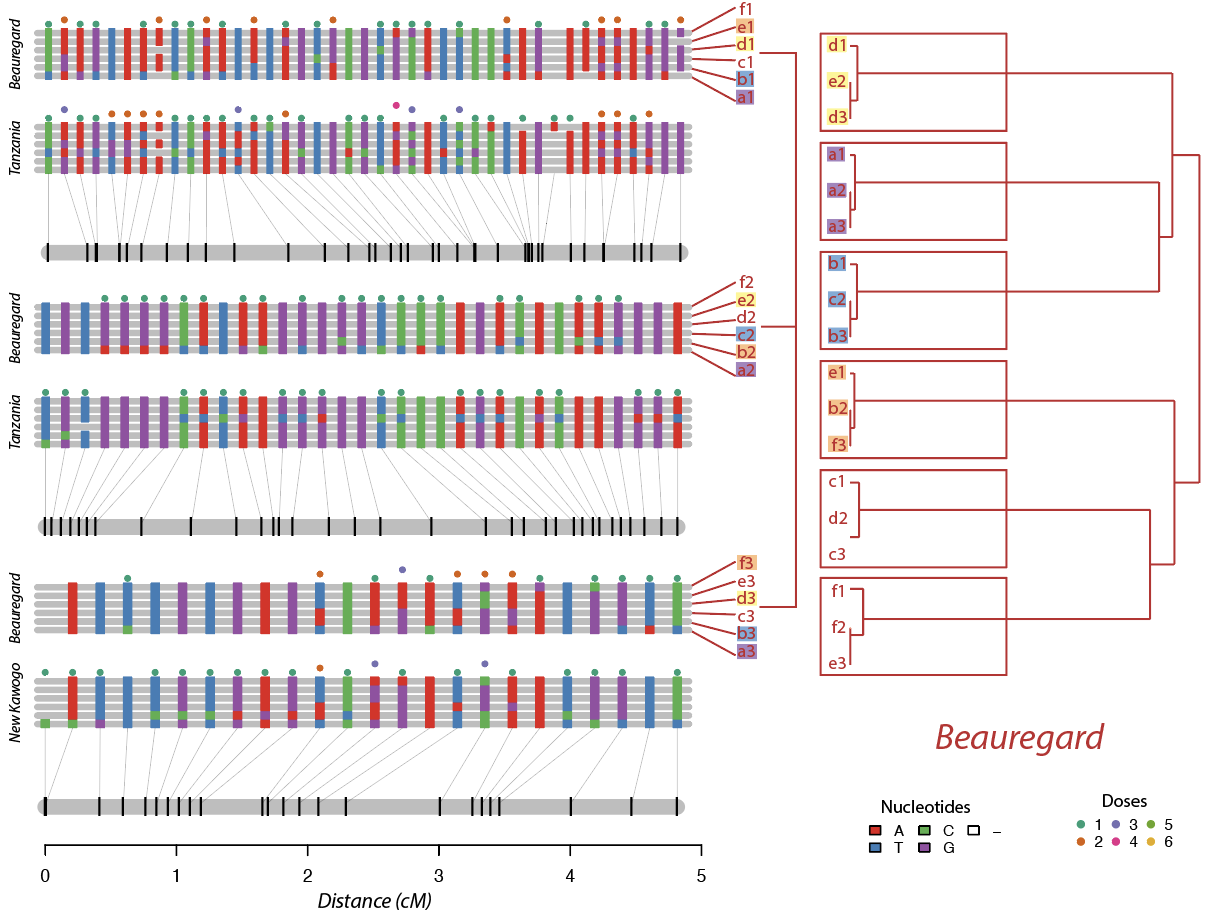 Beauregard
f1
e1
d1
c1
b1
a1
Tanzania
Beauregard
f2
e2
d2
c2
b2
a2
Tanzania
Beauregard
f3
e3
d3
c3
b3
a3
New Kawogo
0 1 2 3 4 5
Distance (cM)
d1
e2
d3
a1
a2
a3
b1
c2
b3
e1
b2
f3
c1
d2
c3
f1
f2
e3
Beauregard
Nucleotides
A C –
T G
Doses
1 3 5
2 4 6